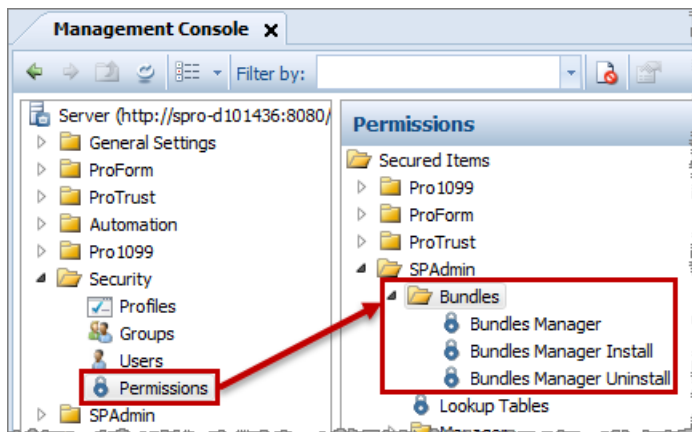 Management Console
Filter by:
Server (http://spro-d101436:8080/
General Settings
ProForm
ProTrust
Automation
Pro1099
Security
Profiles
Groups
Users
Permissions
SPAdmin
Permissions
Secured Items
Pro1099
ProForm
ProTrust
SPAdmin
Bundles
Bundles Manager
Bundles Manager Install
Bundles Manager Uninstall
Lookup Tables